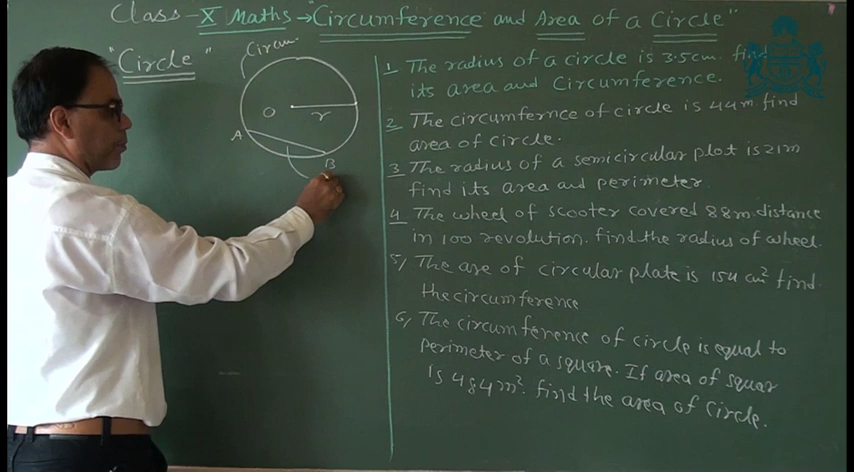 Class - X Maths → "Circumference and Area of a Circle"
"Circle"
Circum
O
r
A
B
1 The radius of a circle is 3.5cm. find
its area and Circumference.
2 The circumfernce of circle is 44m. find
area of circle.
3 The radius of a semicircular plot is 21m
find its area and perimeter.
4 The wheel of scooter covered 88m. distance
in 100 revolution. find the radius of wheel.
5) The are of circular plate is 154 cm² find
the circumference
6) The circumference of circle is equal to
perimeter of a square. If area of squar
is 484m². find the area of circle.